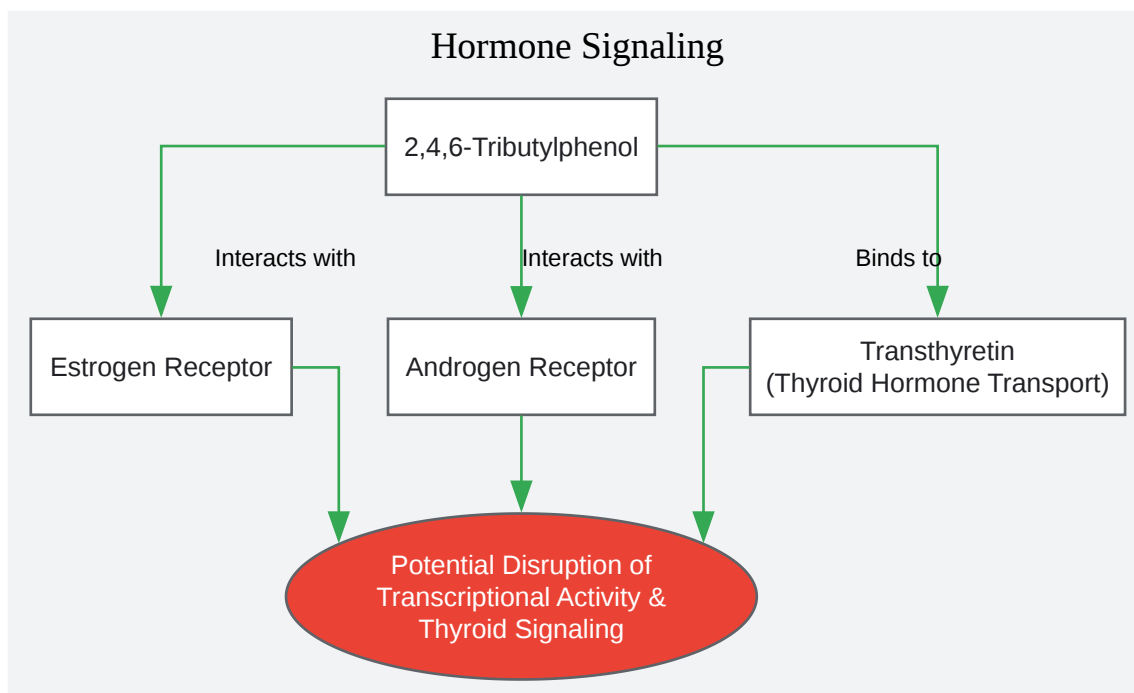 Hormone Signaling
2,4,6-Tributylphenol
Interacts with
Interacts with
Binds to
Estrogen Receptor
Androgen Receptor
Transthyretin
(Thyroid Hormone Transport)
Potential Disruption of
Transcriptional Activity &
Thyroid Signaling